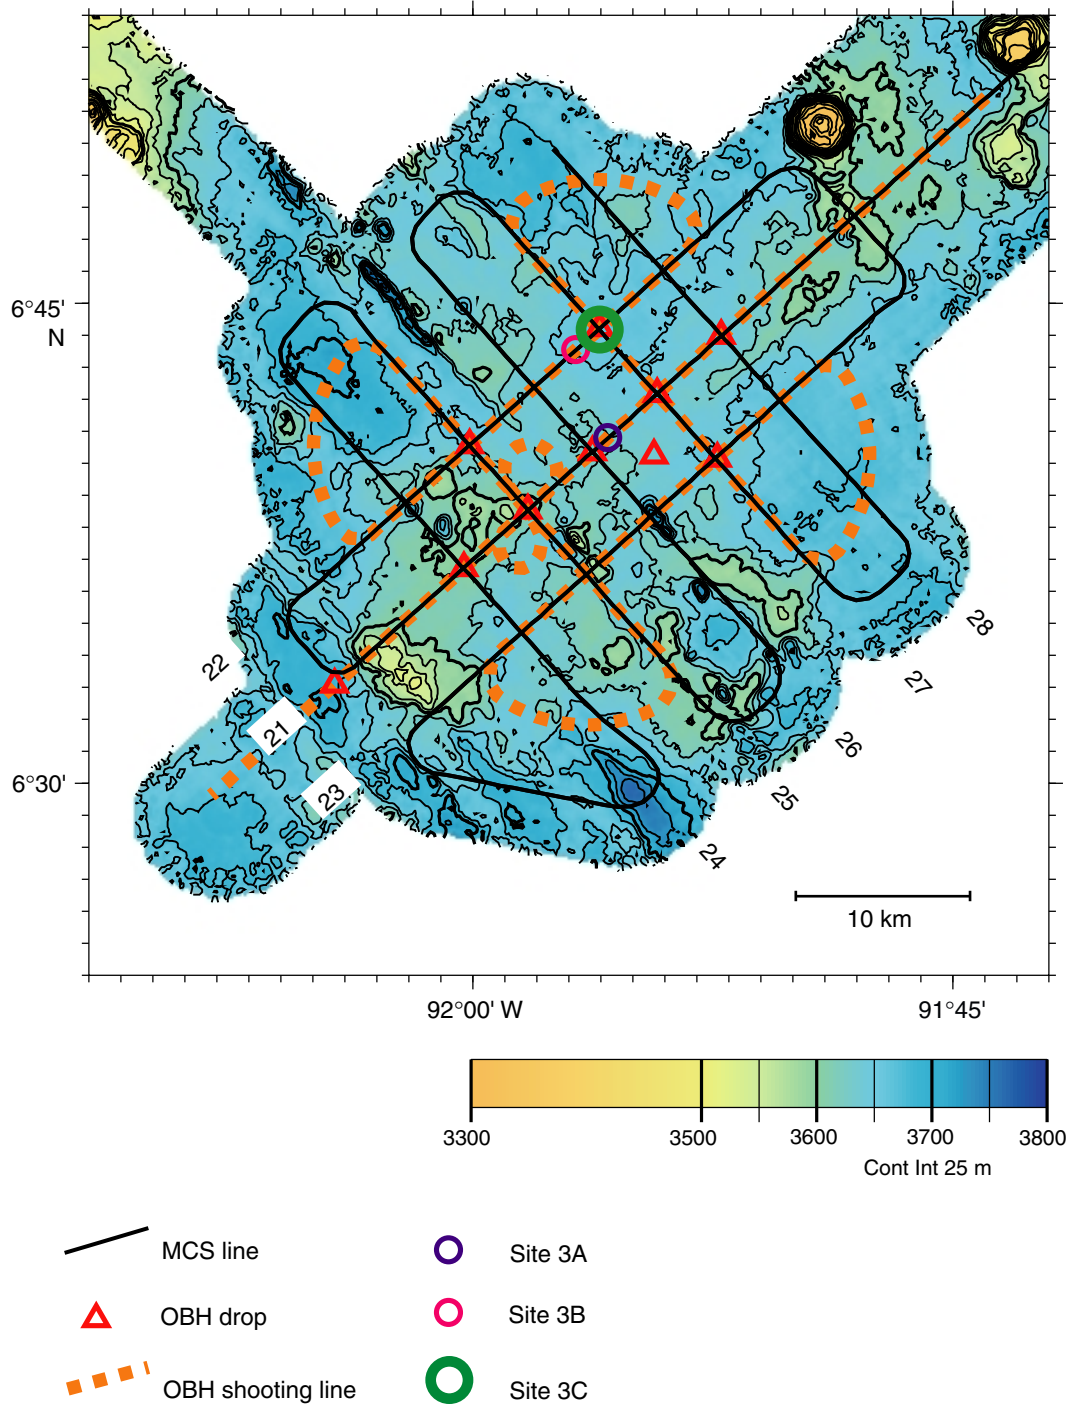 6°45'
N
28
22
27
21
26
6°30'
23
25
24
10 km
92°00' W
91°45'
3300
3500
3600
3700
3800
Cont Int 25 m
MCS line
Site 3A
OBH drop
Site 3B
OBH shooting line
Site 3C